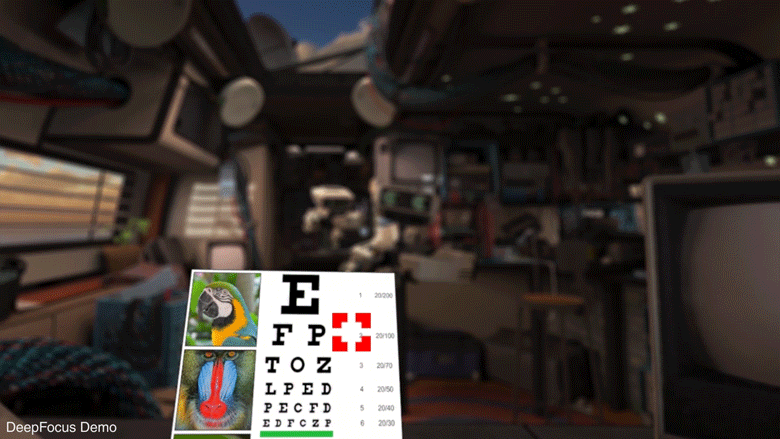 E 1 20/200
F P 2 20/100
T O Z 3 20/70
L P E D 4 20/50
P E C F D 5 20/40
E D F C Z P 6 20/30
DeepFocus Demo